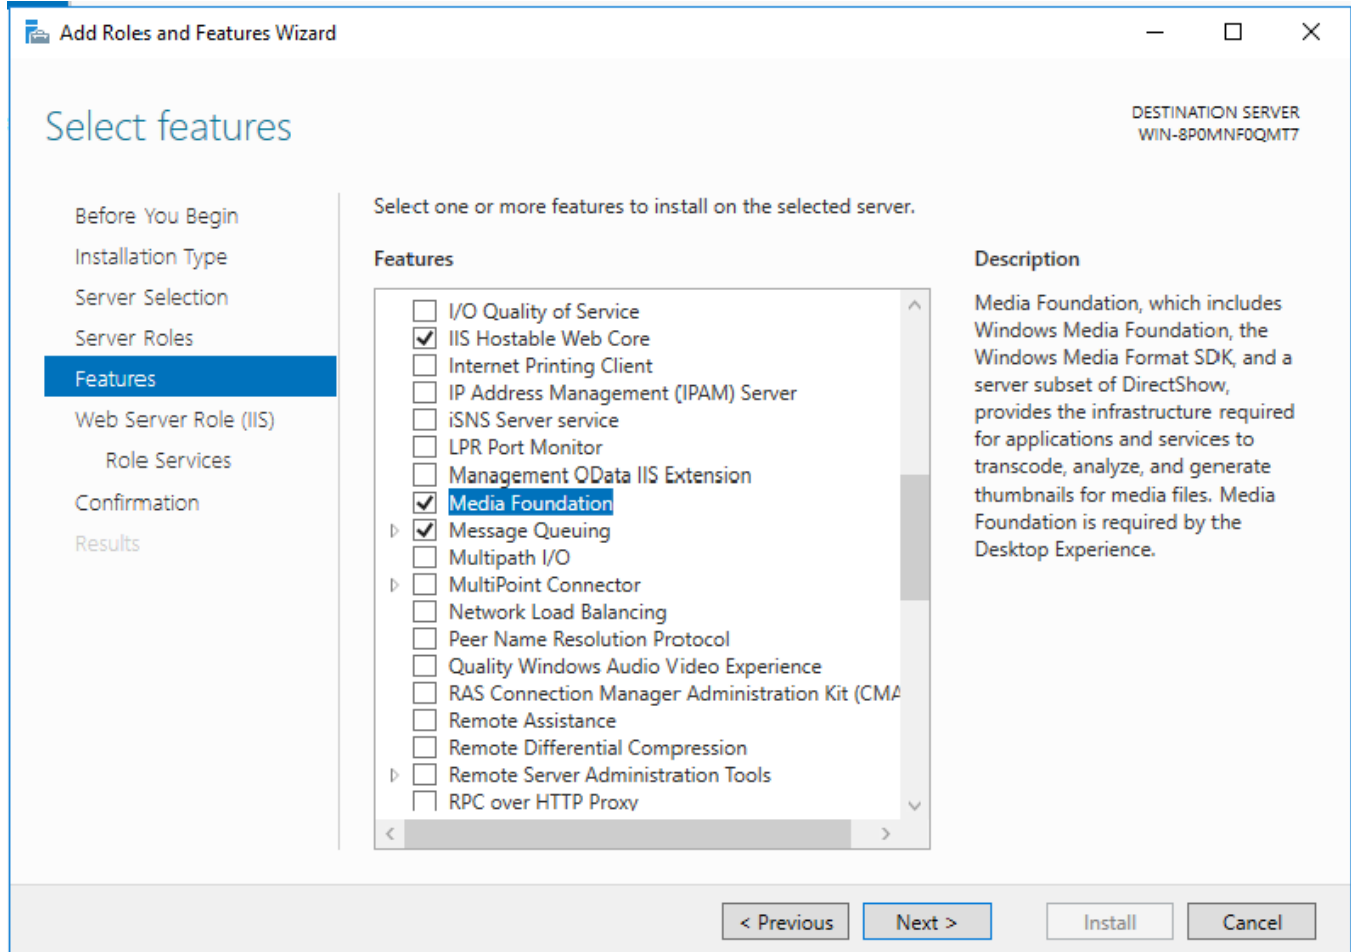 Add Roles and Features Wizard
Select features
DESTINATION SERVER
WIN-8P0MNF0QMT7
Before You Begin
Installation Type
Server Selection
Server Roles
Features
Web Server Role (IIS)
Role Services
Confirmation
Results
Select one or more features to install on the selected server.
Features
I/O Quality of Service
IIS Hostable Web Core
Internet Printing Client
IP Address Management (IPAM) Server
iSNS Server service
LPR Port Monitor
Management OData IIS Extension
Media Foundation
Message Queuing
Multipath I/O
MultiPoint Connector
Network Load Balancing
Peer Name Resolution Protocol
Quality Windows Audio Video Experience
RAS Connection Manager Administration Kit (CMA
Remote Assistance
Remote Differential Compression
Remote Server Administration Tools
RPC over HTTP Proxy
Description
Media Foundation, which includes
Windows Media Foundation, the
Windows Media Format SDK, and a
server subset of DirectShow,
provides the infrastructure required
for applications and services to
transcode, analyze, and generate
thumbnails for media files. Media
Foundation is required by the
Desktop Experience.
< Previous
Next >
Install
Cancel